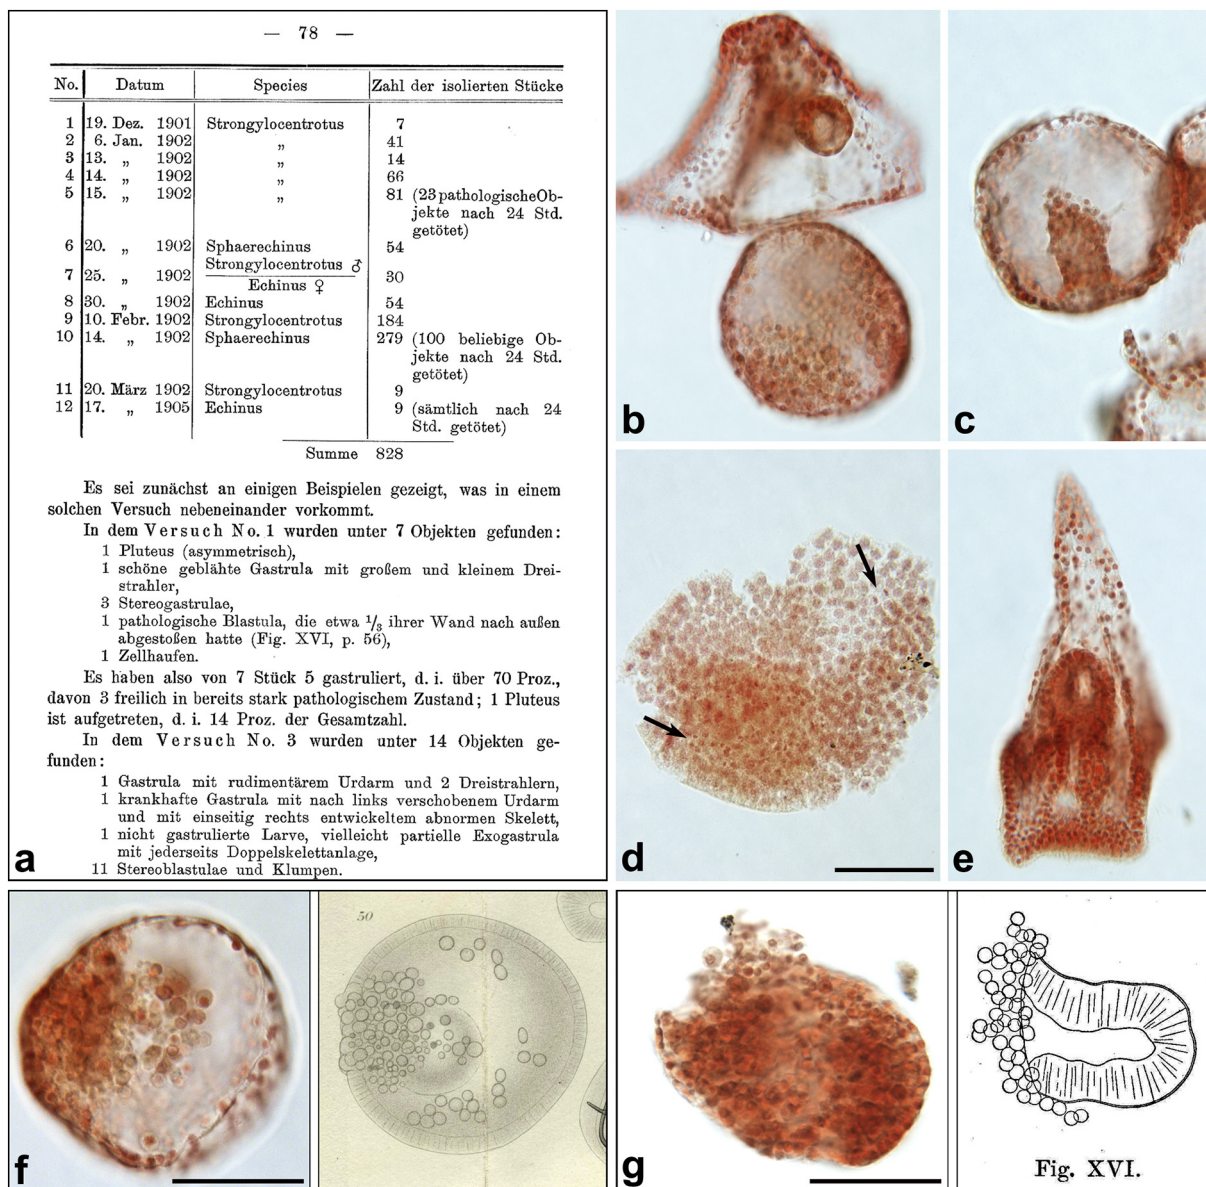 — 78 —
No. Datum Species Zahl der isolierten Stücke
1 19. Dez. 1901 Strongylocentrotus 7
2 6. Jan. 1902 „ 41
3 13. „ 1902 „ 14
4 14. „ 1902 „ 66
5 15. „ 1902 „ 81 (23 pathologische Ob-
jekte nach 24 Std.
getötet)
6 20. „ 1902 Sphaerechinus 54
7 25. „ 1902 Strongylocentrotus ♂ 30
Echinus ♀
8 30. „ 1902 Echinus 54
9 10. Febr. 1902 Strongylocentrotus 184
10 14. „ 1902 Sphaerechinus 279 (100 beliebige Ob-
jekte nach 24 Std.
getötet)
11 20. März 1902 Strongylocentrotus 9
12 17. „ 1905 Echinus 9 (sämtlich nach 24
Std. getötet)
Summe 828
Es sei zunächst an einigen Beispielen gezeigt, was in einem
solchen Versuch nebeneinander vorkommt.
In dem Versuch No. 1 wurden unter 7 Objekten gefunden:
1 Pluteus (asymmetrisch),
1 schöne geblähte Gastrula mit großem und kleinem Drei-
strahler,
3 Stereogastrulae,
1 pathologische Blastula, die etwa 1/3 ihrer Wand nach außen
abgestoßen hatte (Fig. XVI, p. 56),
1 Zellhaufen.
Es haben also von 7 Stück 5 gastruliert, d. i. über 70 Proz.,
davon 3 freilich in bereits stark pathologischem Zustand; 1 Pluteus
ist aufgetreten, d. i. 14 Proz. der Gesamtzahl.
In dem Versuch No. 3 wurden unter 14 Objekten ge-
funden:
1 Gastrula mit rudimentärem Urdarm und 2 Dreistrahlern,
1 krankhafte Gastrula mit nach links verschobenem Urdarm
und mit einseitig rechts entwickeltem abnormen Skelett,
1 nicht gastrulierte Larve, vielleicht partielle Exogastrula
mit jederseits Doppelskelettanlage,
11 Stereoblastulae und Klumpen.
a
b
c
d
e
f
50
g
Fig. XVI.